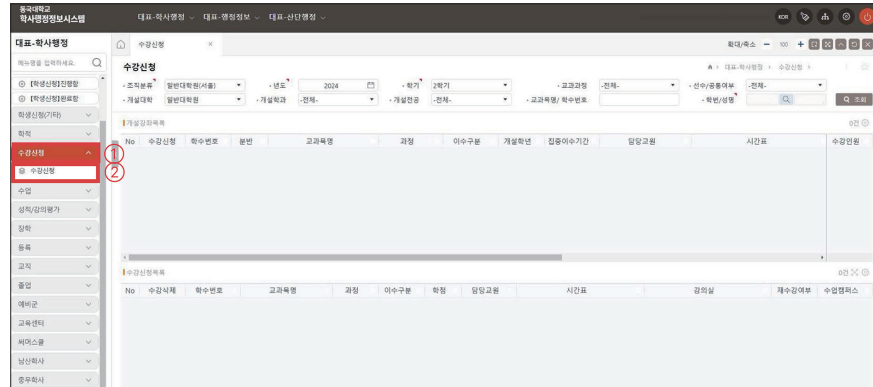 동국대학교
학사행정정보시스템
대표-학사행정 대표-행정정보 대표-산단행정
KOR
대표-학사행정
수강신청 ×
확대/축소 - 100 +
메뉴명을 입력하세요.
수강신청
대표-학사행정 > 수강신청 >
[학생신청]진행함
[학생신청]완료함
학생신청(기타)
학적
수강신청
①
수강신청
②
수업
성적/강의평가
장학
등록
교직
졸업
예비군
교육센터
써머스쿨
남산학사
충무학사
· 조직분류 일반대학원(서울) · 년도 2024 · 학기 2학기 · 교과과정 -전체- · 선수/공통여부 -전체-
· 개설대학 일반대학원 · 개설학과 -전체- · 개설전공 -전체- · 교과목명/ 학수번호 · 학번/성명 조회
개설강좌목록 0건
No 수강신청 학수번호 분반 교과목명 과정 이수구분 개설학년 집중이수기간 담당교원 시간표 수강인원
수강신청목록 0건
No 수강삭제 학수번호 교과목명 과정 이수구분 학점 담당교원 시간표 강의실 재수강여부 수업캠퍼스